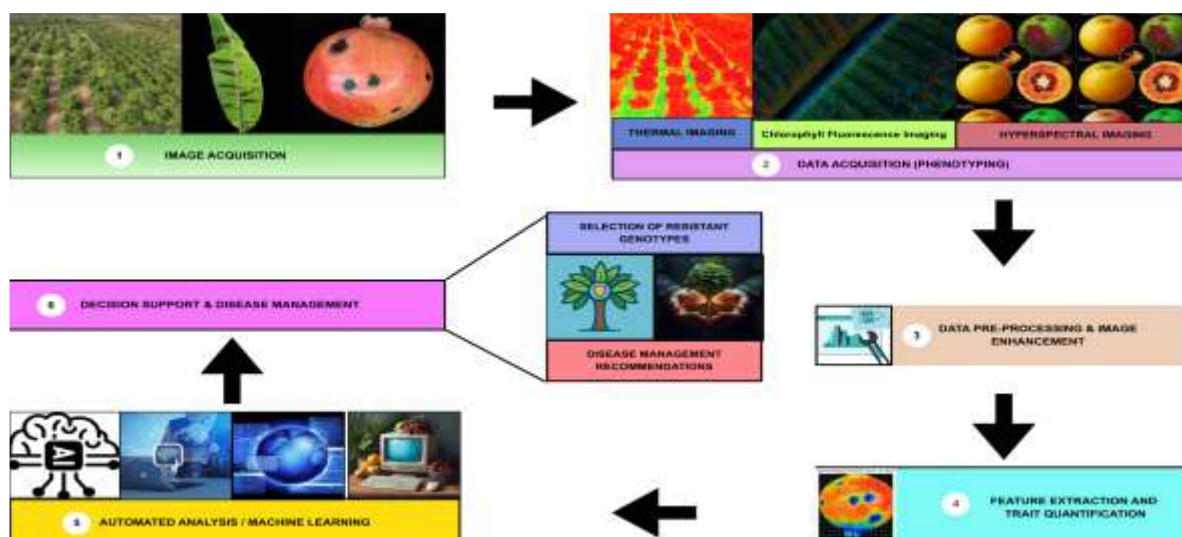 1 IMAGE ACQUISITION
THERMAL IMAGING
Chlorophyll Fluorescence Imaging
HYPERSPECTRAL IMAGING
2 DATA ACQUISITION (PHENOTYPING)
3 DATA PRE-PROCESSING & IMAGE
ENHANCEMENT
4 FEATURE EXTRACTION AND
TRAIT QUANTIFICATION
AI
5 AUTOMATED ANALYSIS / MACHINE LEARNING
6 DECISION SUPPORT & DISEASE MANAGEMENT
SELECTION OF RESISTANT
GENOTYPES
DISEASE MANAGEMENT
RECOMMENDATIONS